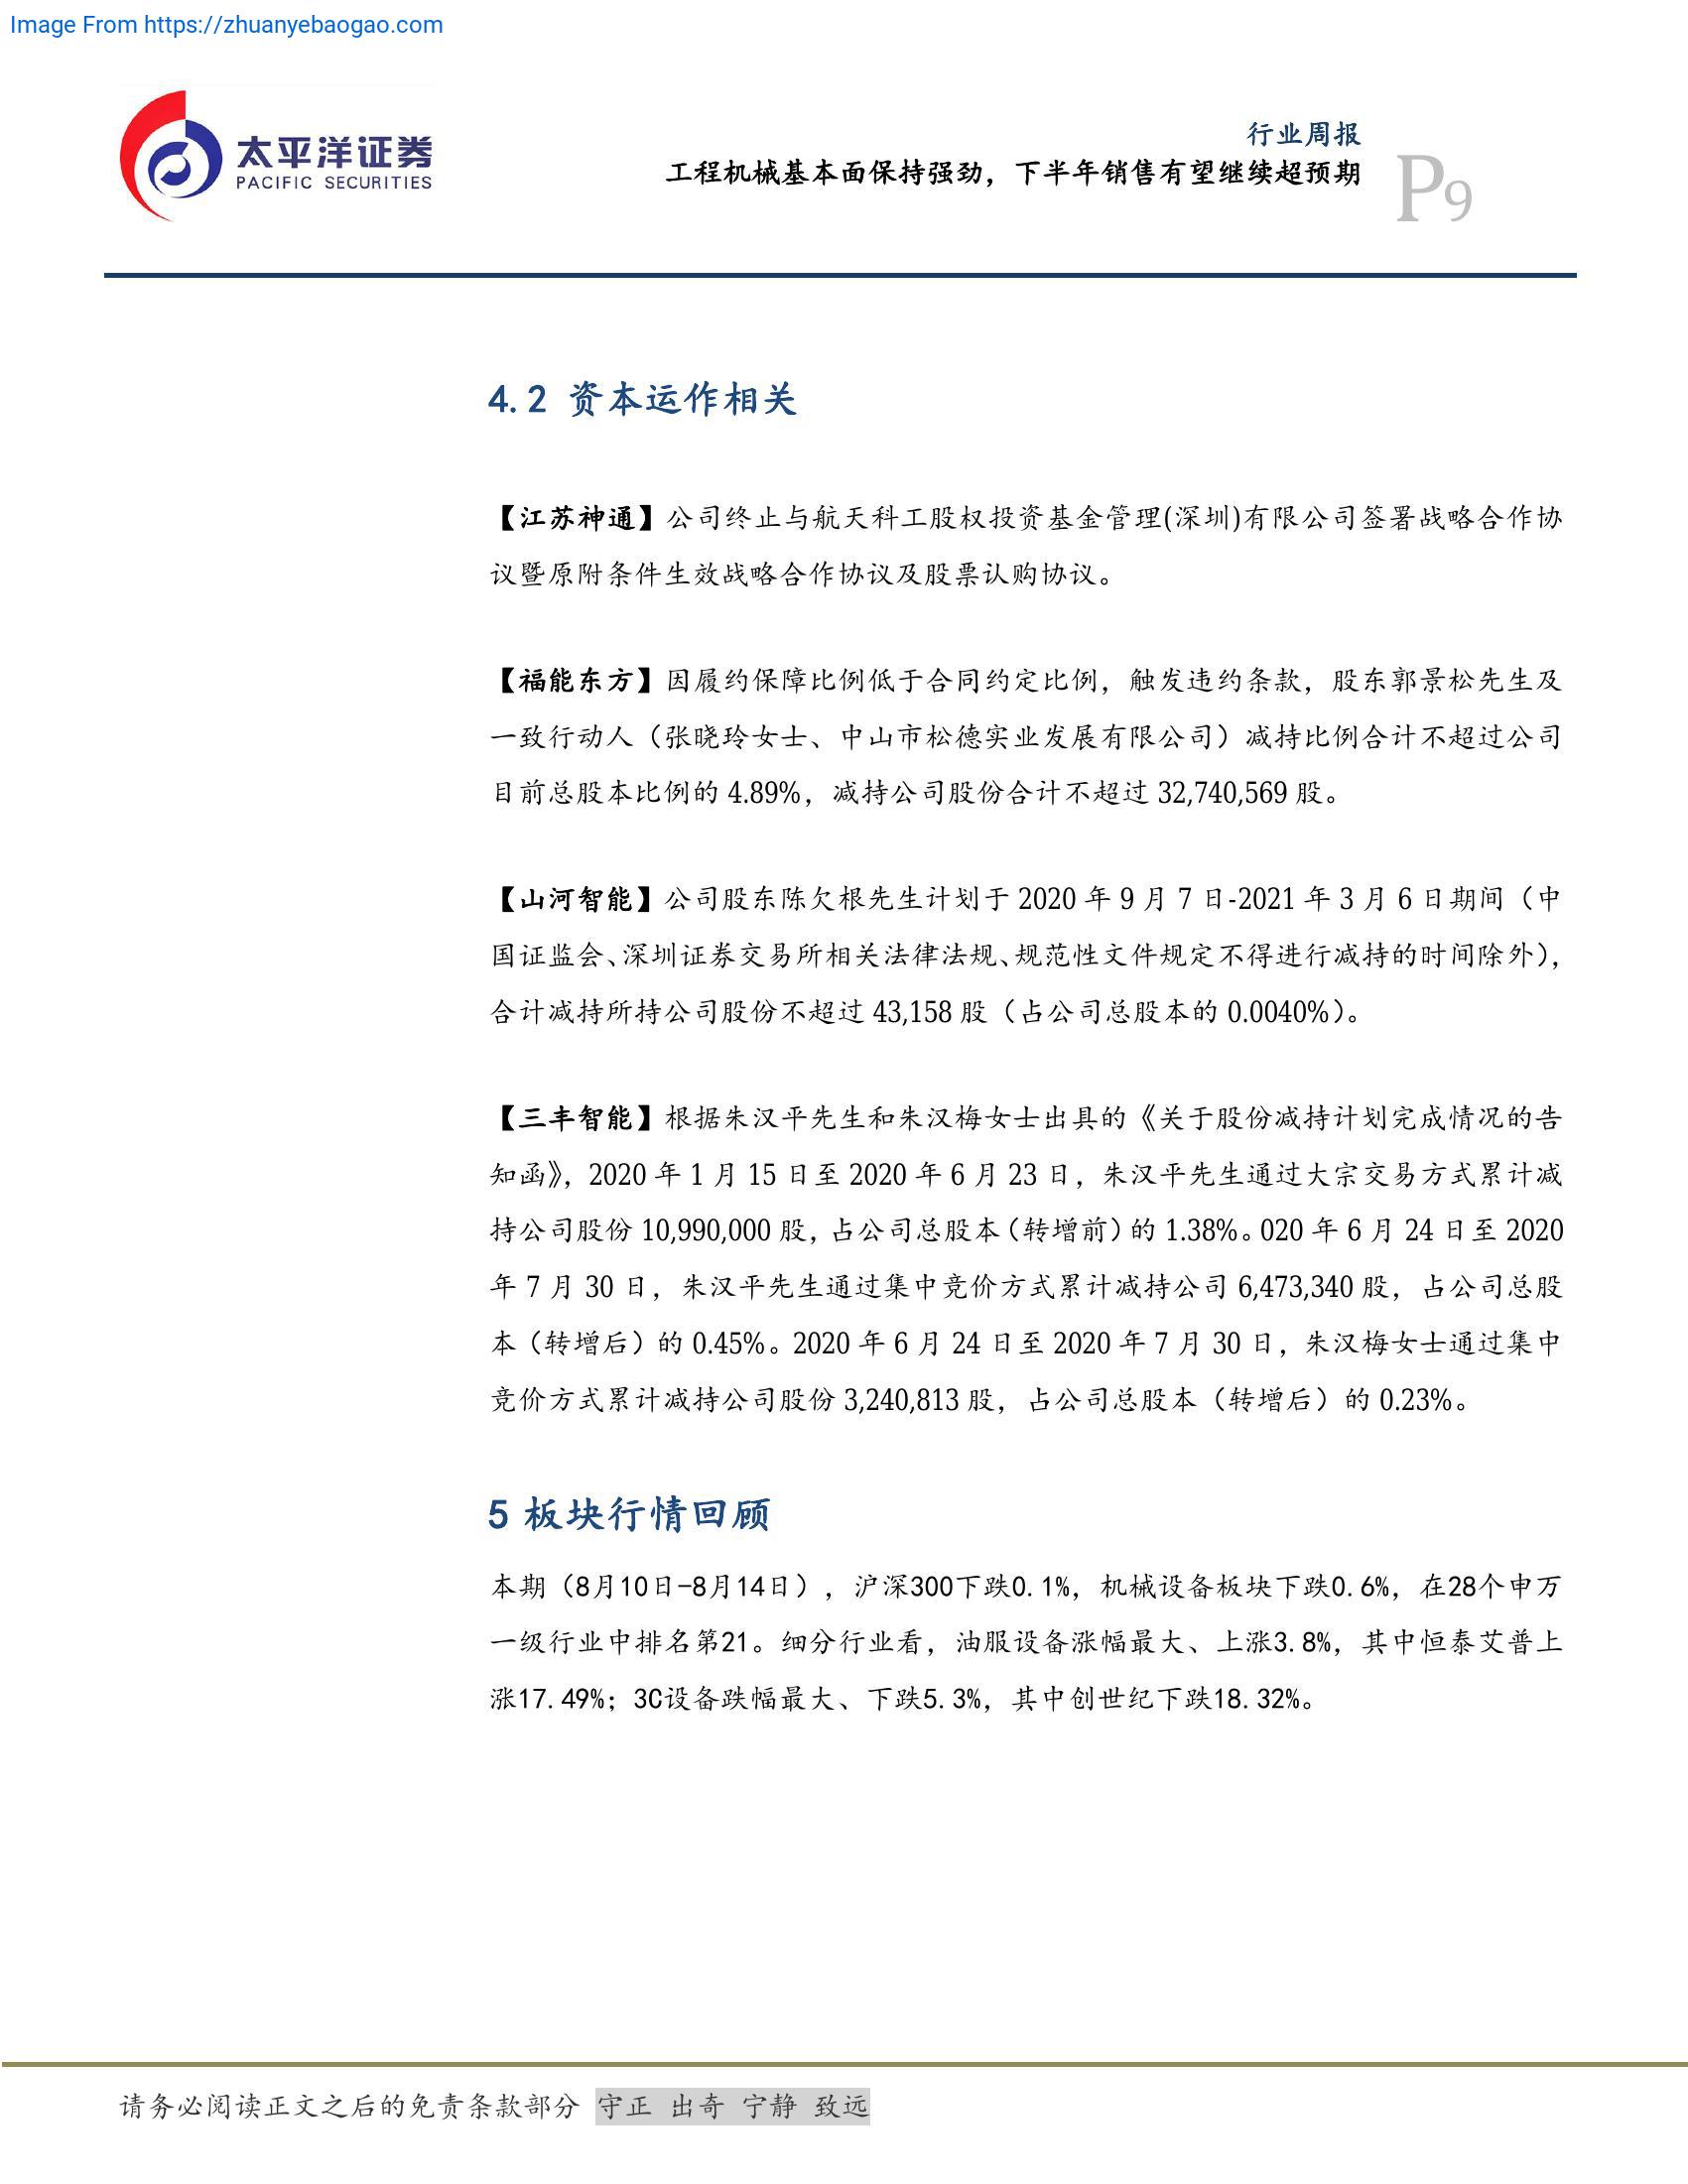 Image From https://zhuanyebaogao.com
太平洋证券
PACIFIC SECURITIES
行业周报
工程机械基本面保持强劲，下半年销售有望继续超预期
P9
4.2 资本运作相关
【江苏神通】公司终止与航天科工股权投资基金管理(深圳)有限公司签署战略合作协
议暨原附条件生效战略合作协议及股票认购协议。
【福能东方】因履约保障比例低于合同约定比例，触发违约条款，股东郭景松先生及
一致行动人（张晓玲女士、中山市松德实业发展有限公司）减持比例合计不超过公司
目前总股本比例的 4.89%，减持公司股份合计不超过 32,740,569 股。
【山河智能】公司股东陈欠根先生计划于 2020 年 9 月 7 日-2021 年 3 月 6 日期间（中
国证监会、深圳证券交易所相关法律法规、规范性文件规定不得进行减持的时间除外），
合计减持所持公司股份不超过 43,158 股（占公司总股本的 0.0040%）。
【三丰智能】根据朱汉平先生和朱汉梅女士出具的《关于股份减持计划完成情况的告
知函》，2020 年 1 月 15 日至 2020 年 6 月 23 日，朱汉平先生通过大宗交易方式累计减
持公司股份 10,990,000 股，占公司总股本（转增前）的 1.38%。020 年 6 月 24 日至 2020
年 7 月 30 日，朱汉平先生通过集中竞价方式累计减持公司 6,473,340 股，占公司总股
本（转增后）的 0.45%。2020 年 6 月 24 日至 2020 年 7 月 30 日，朱汉梅女士通过集中
竞价方式累计减持公司股份 3,240,813 股，占公司总股本（转增后）的 0.23%。
5 板块行情回顾
本期（8月10日-8月14日），沪深300下跌0.1%，机械设备板块下跌0.6%，在28个申万
一级行业中排名第21。细分行业看，油服设备涨幅最大、上涨3.8%，其中恒泰艾普上
涨17.49%；3C设备跌幅最大、下跌5.3%，其中创世纪下跌18.32%。
请务必阅读正文之后的免责条款部分 守正 出奇 宁静 致远